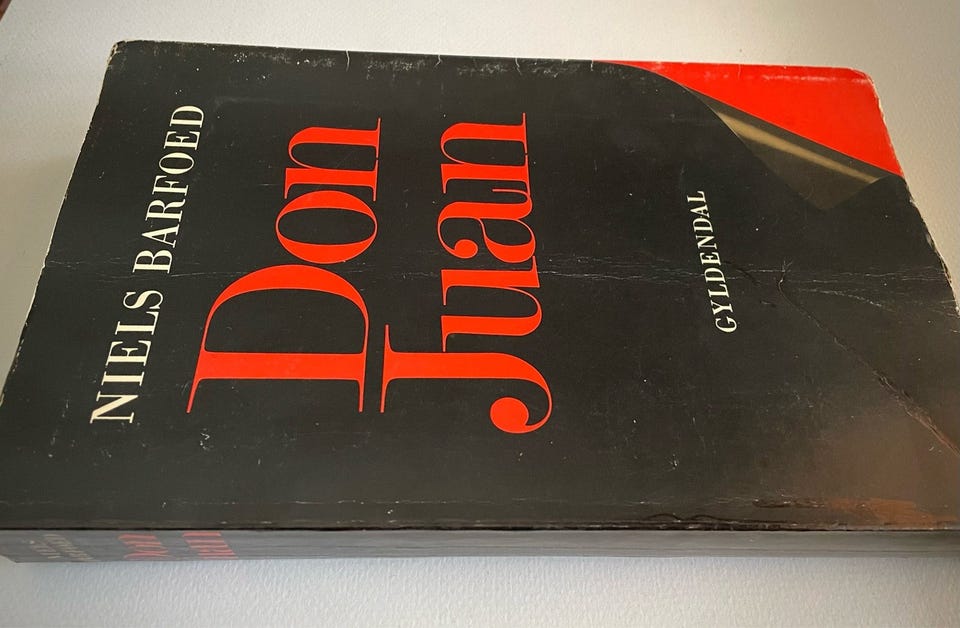 NIELS BARFOED
Don
Juan
GYLDENDAL